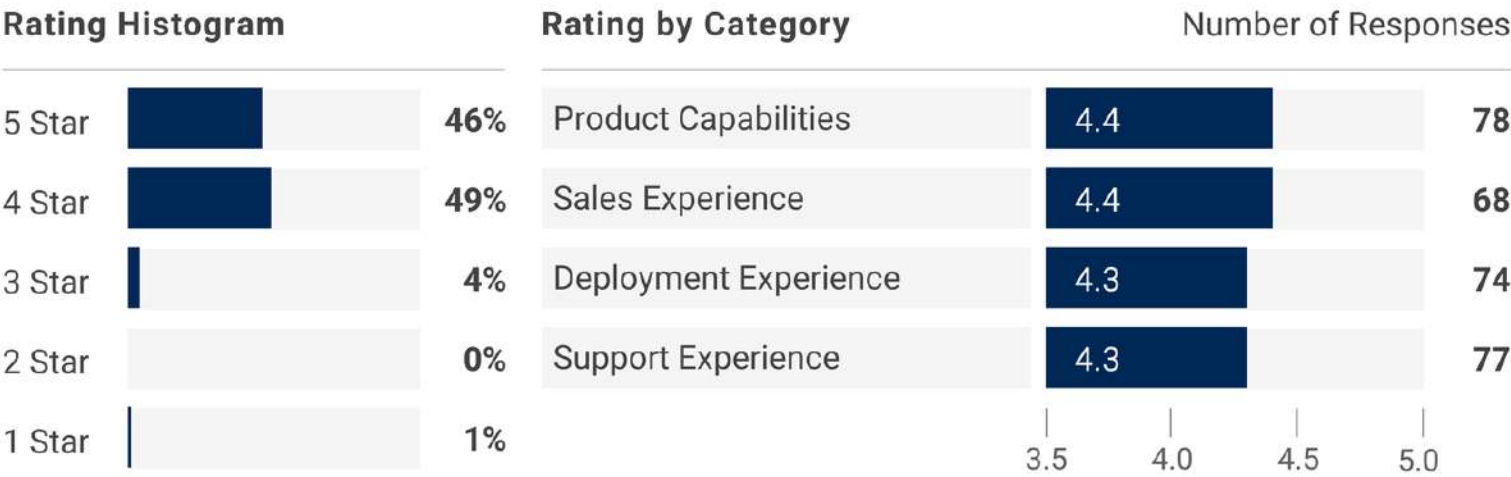 Rating Histogram
5 Star 46%
4 Star 49%
3 Star 4%
2 Star 0%
1 Star 1%
Rating by Category Number of Responses
Product Capabilities 4.4 78
Sales Experience 4.4 68
Deployment Experience 4.3 74
Support Experience 4.3 77
3.5 4.0 4.5 5.0